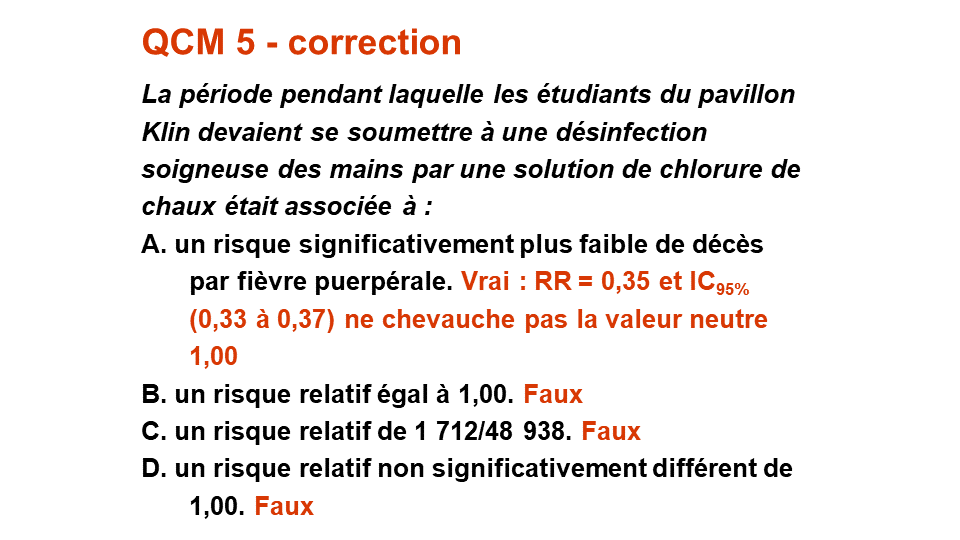 QCM 5 - correction
La période pendant laquelle les étudiants du pavillon
Klin devaient se soumettre à une désinfection
soigneuse des mains par une solution de chlorure de
chaux était associée à :
A. un risque significativement plus faible de décès
par fièvre puerpérale. Vrai : RR = 0,35 et IC95%
(0,33 à 0,37) ne chevauche pas la valeur neutre
1,00
B. un risque relatif égal à 1,00. Faux
C. un risque relatif de 1 712/48 938. Faux
D. un risque relatif non significativement différent de
1,00. Faux